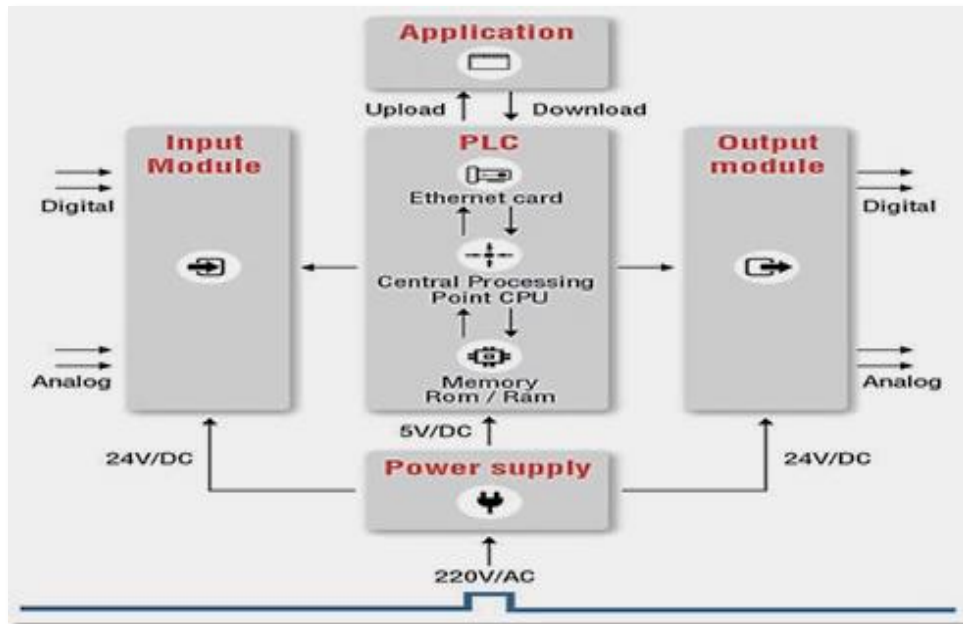 Application
Upload
Download
Input
Module
PLC
Output
module
Ethernet card
Digital
Digital
Central Processing
Point CPU
Analog
Memory
Rom / Ram
Analog
5V/DC
24V/DC
Power supply
24V/DC
220V/AC